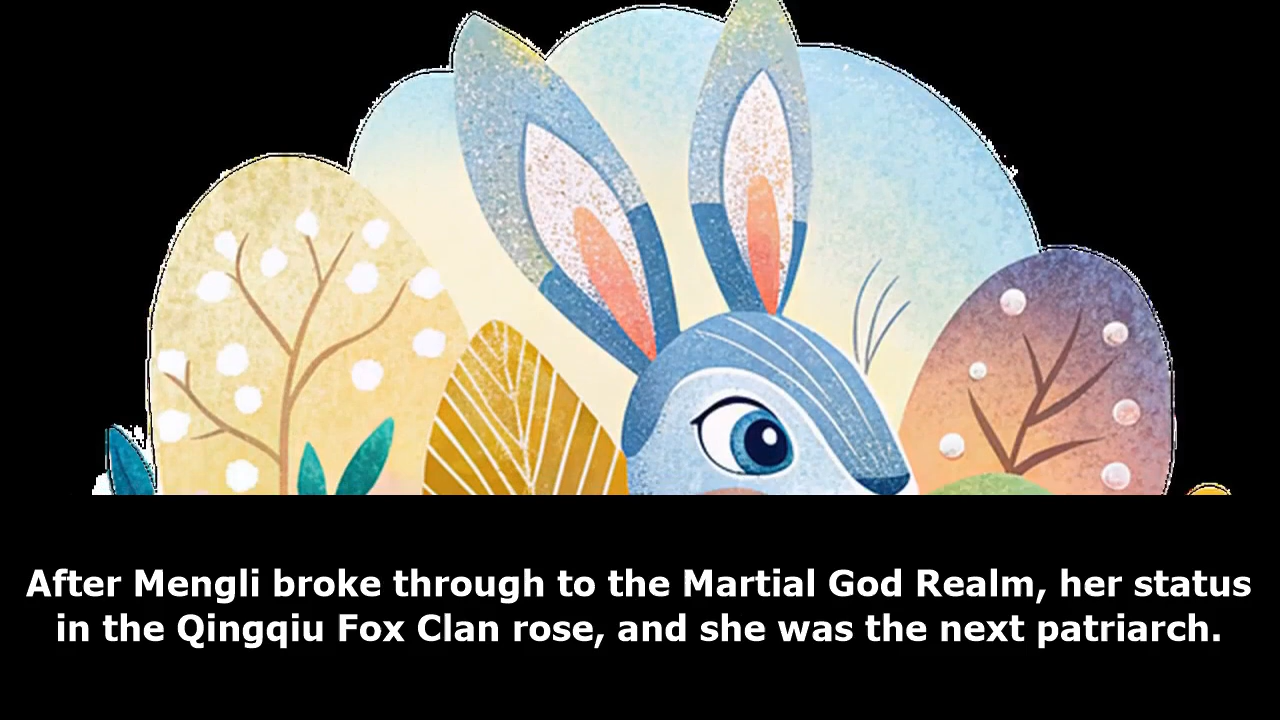 After Mengli broke through to the Martial God Realm, her status
in the Qingqiu Fox Clan rose, and she was the next patriarch.